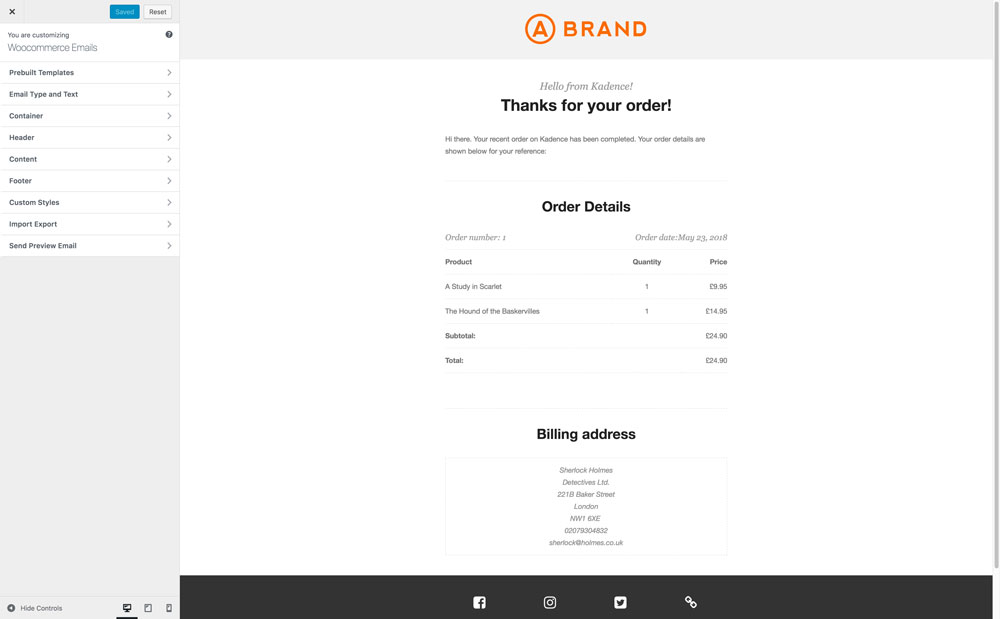 Saved Reset
You are customizing
Woocommerce Emails
Prebuilt Templates
Email Type and Text
Container
Header
Content
Footer
Custom Styles
Import Export
Send Preview Email
Hide Controls
A BRAND
Hello from Kadence!
Thanks for your order!
Hi there. Your recent order on Kadence has been completed. Your order details are
shown below for your reference:
Order Details
Order number: 1 Order date:May 23, 2018
Product Quantity Price
A Study in Scarlet 1 £9.95
The Hound of the Baskervilles 1 £14.95
Subtotal: £24.90
Total: £24.90
Billing address
Sherlock Holmes
Detectives Ltd.
221B Baker Street
London
NW1 6XE
02079304832
sherlock@holmes.co.uk